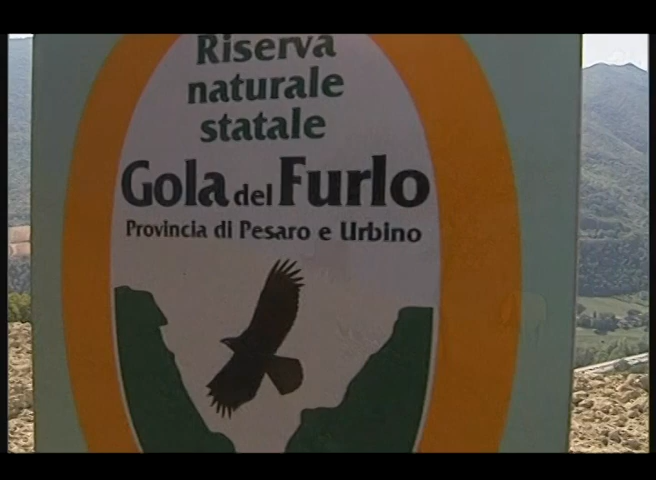 Riserva
naturale
statale
Gola del Furlo
Provincia di Pesaro e Urbino